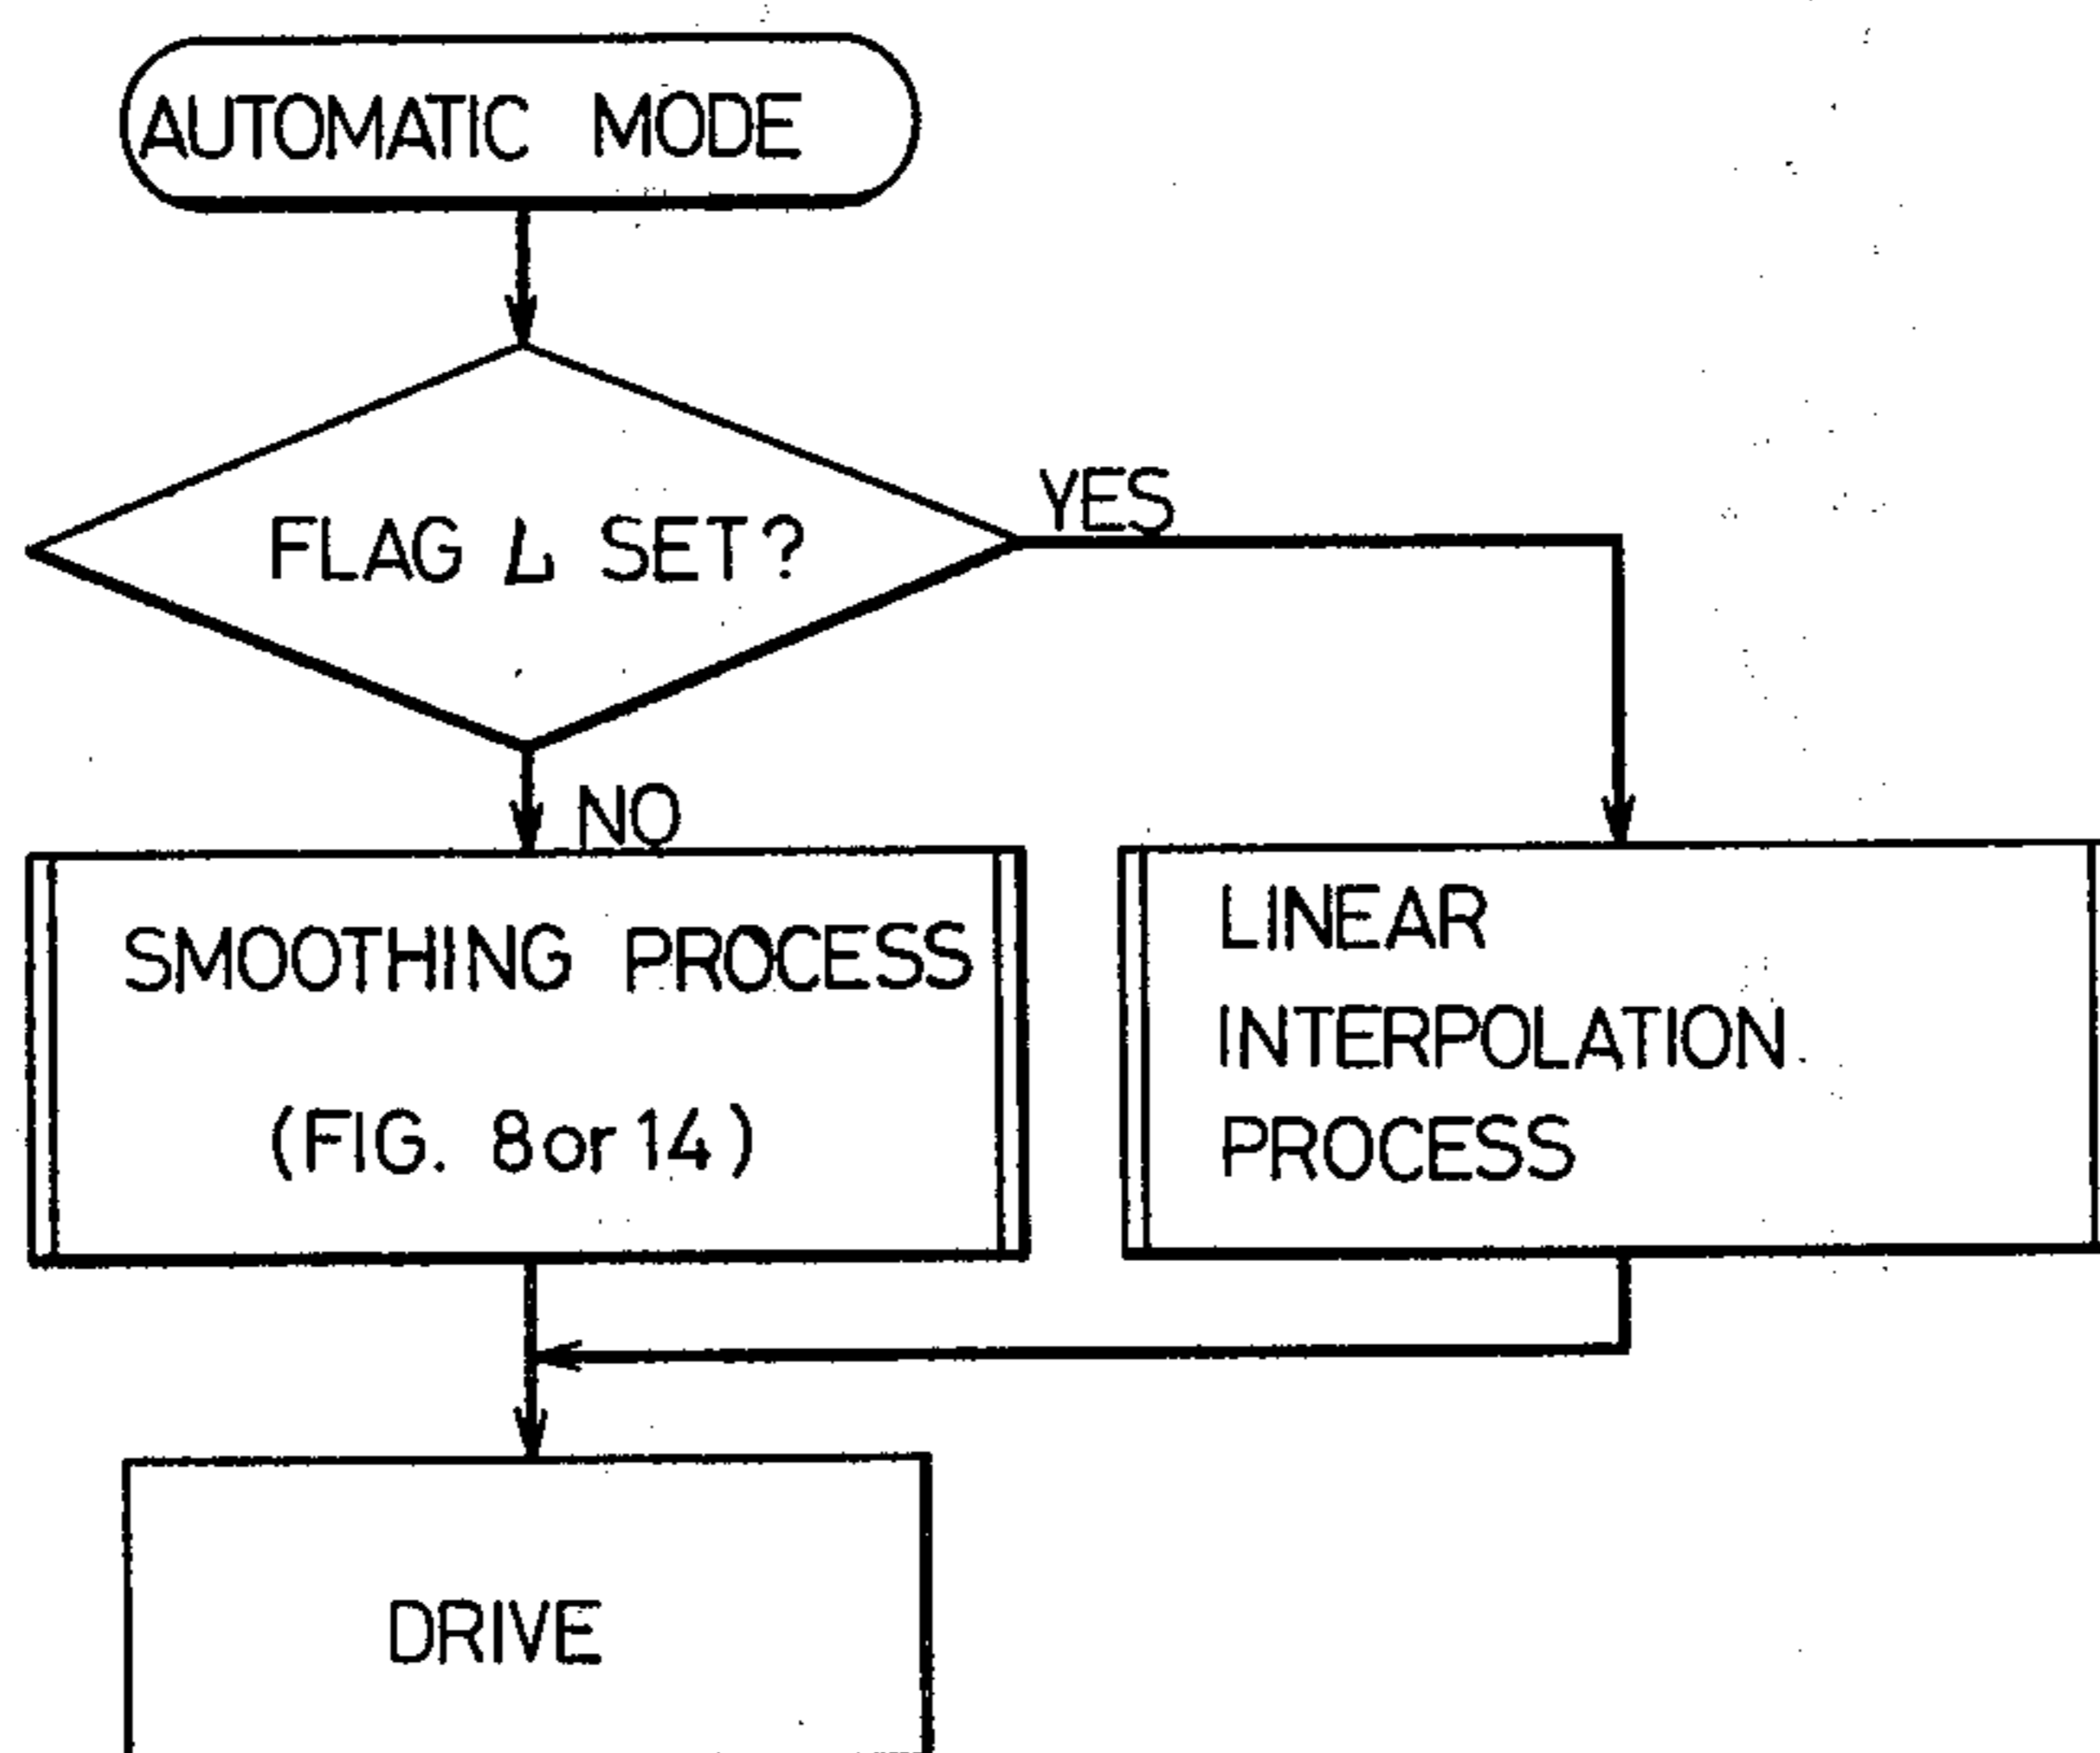 AUTOMATIC MODE
FLAG L SET?
YES
NO
SMOOTHING PROCESS
(FIG. 8 or 14)
LINEAR
INTERPOLATION
PROCESS
DRIVE